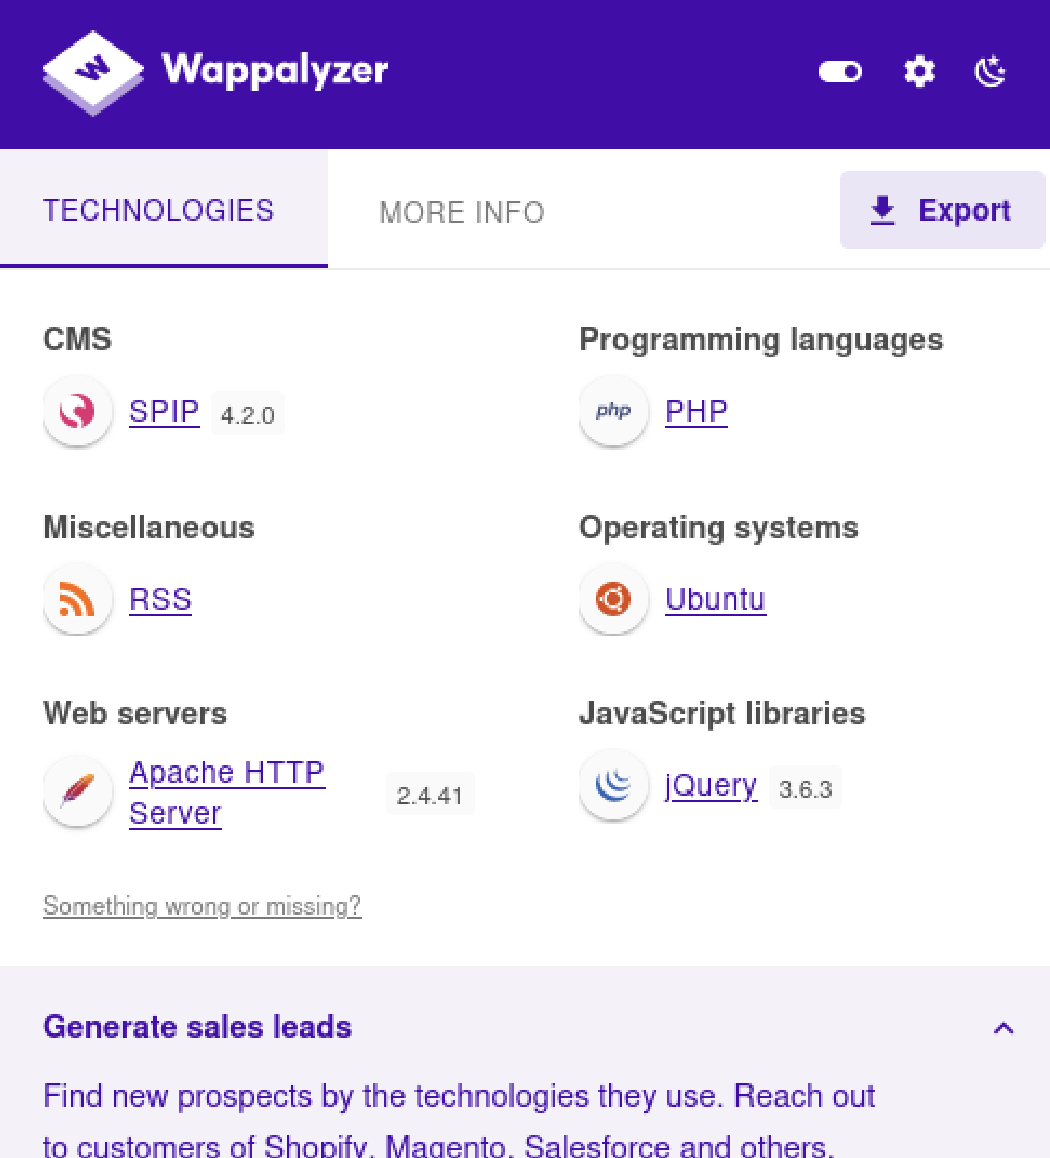 W
Wappalyzer
TECHNOLOGIES
MORE INFO
Export
CMS
SPIP 4.2.0
Programming languages
php PHP
Miscellaneous
RSS
Operating systems
Ubuntu
Web servers
Apache HTTP
Server
2.4.41
JavaScript libraries
jQuery 3.6.3
Something wrong or missing?
Generate sales leads
Find new prospects by the technologies they use. Reach out
to customers of Shopify, Magento, Salesforce and others.